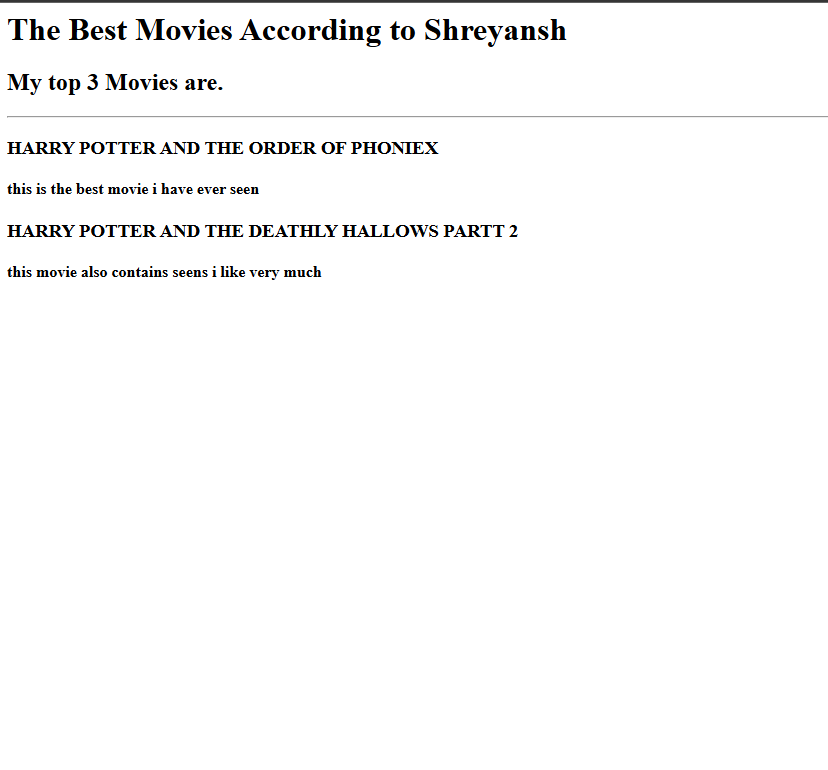 The Best Movies According to Shreyansh
My top 3 Movies are.
HARRY POTTER AND THE ORDER OF PHONIEX
this is the best movie i have ever seen
HARRY POTTER AND THE DEATHLY HALLOWS PARTT 2
this movie also contains seens i like very much